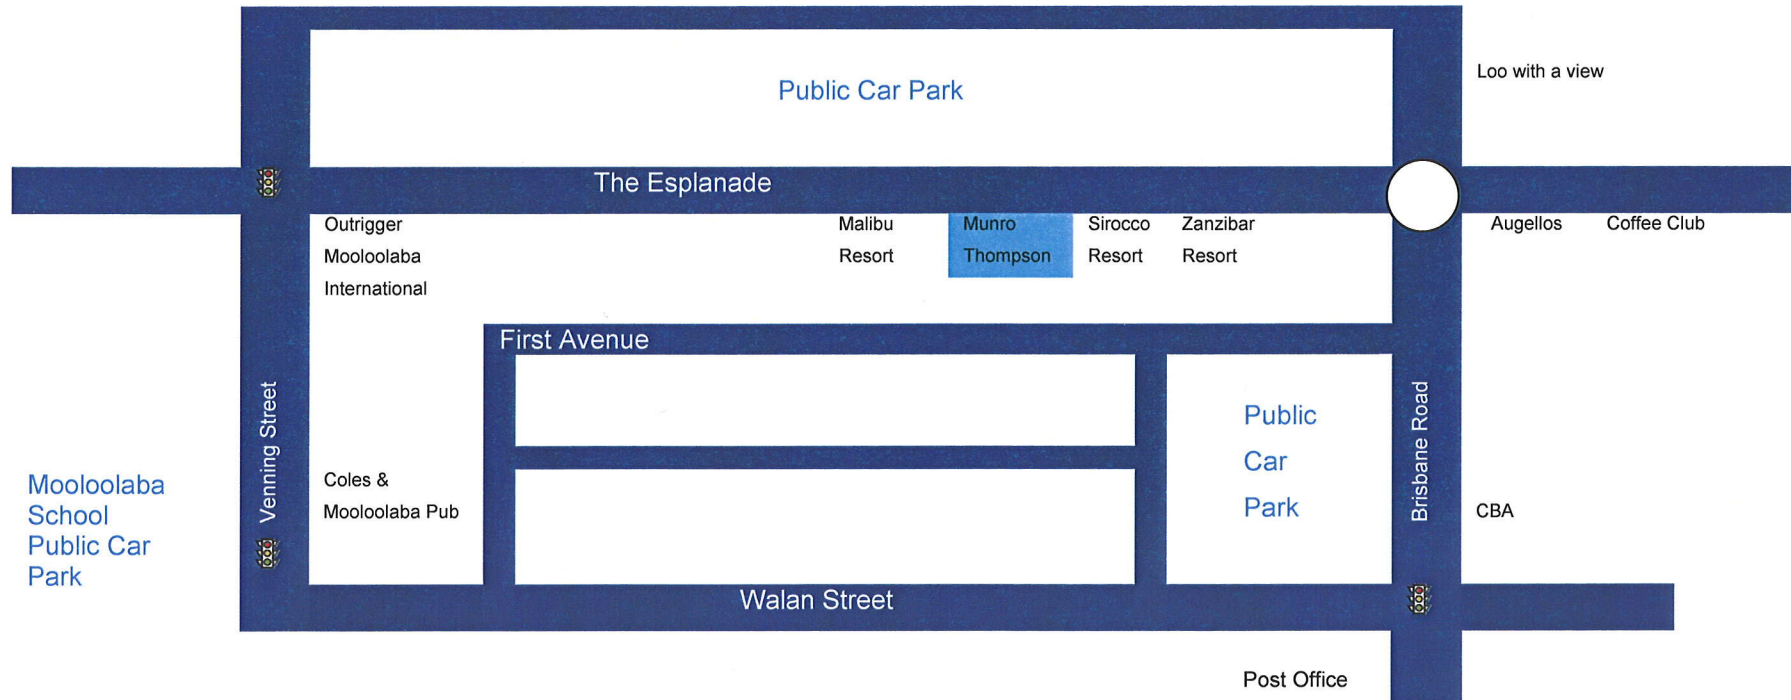 Loo with a view
Public Car Park
The Esplanade
Outrigger
Mooloolaba
International
Malibu
Resort
Munro
Thompson
Sirocco
Resort
Zanzibar
Resort
Augellos
Coffee Club
First Avenue
Venning Street
Public
Car
Park
Brisbane Road
Mooloolaba
School
Public Car
Park
Coles &
Mooloolaba Pub
CBA
Walan Street
Post Office